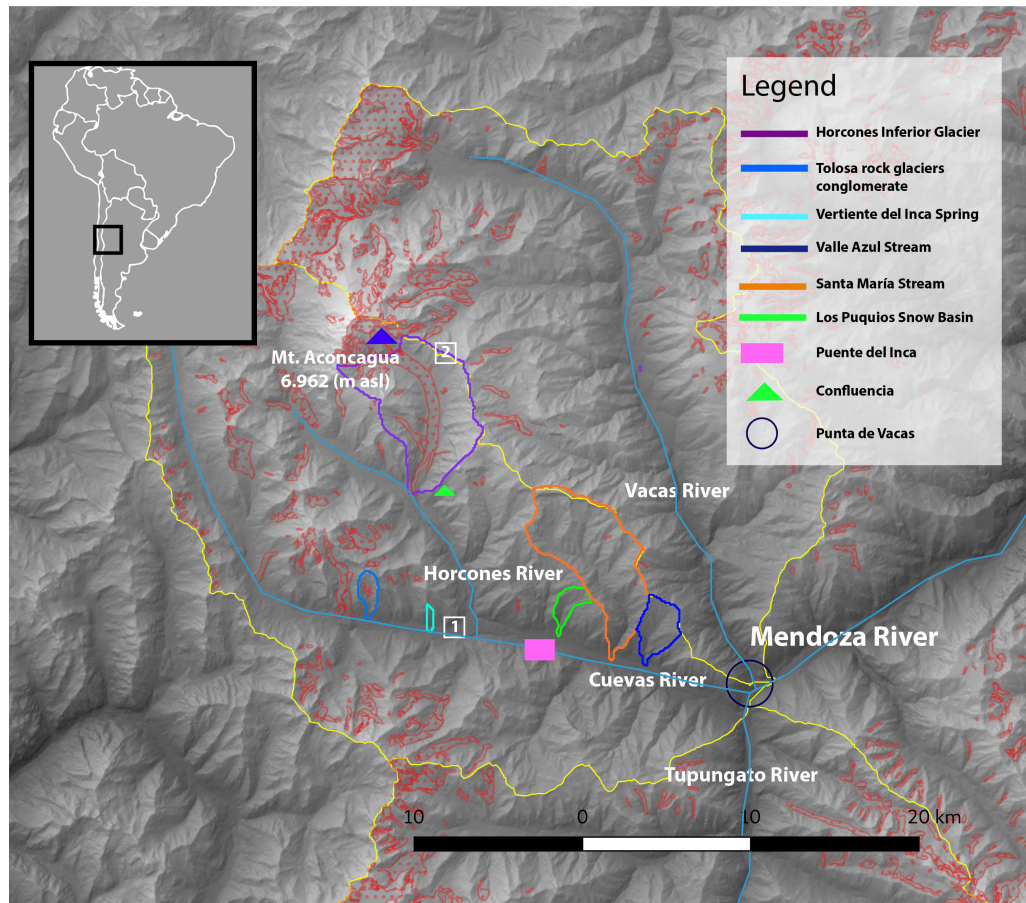 Legend
Horcones Inferior Glacier
Tolosa rock glaciers
conglomerate
Vertiente del Inca Spring
Valle Azul Stream
Santa María Stream
Los Puquios Snow Basin
Puente del Inca
Confluencia
Punta de Vacas
2
Mt. Aconcagua
6.962 (m asl)
Vacas River
Horcones River
1
Mendoza River
Cuevas River
Tupungato River
10 0 10 20 km